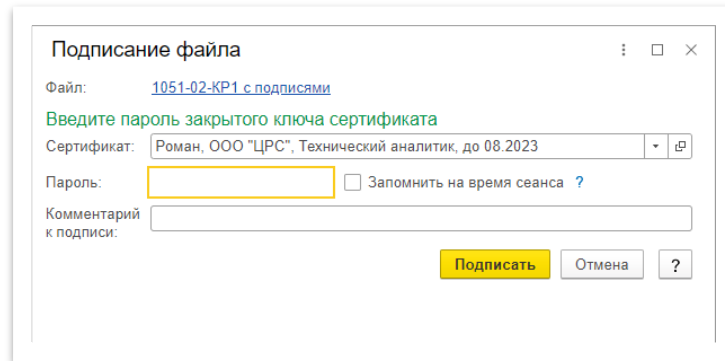 Подписание файла
Файл: 1051-02-КР1 с подписями
Введите пароль закрытого ключа сертификата
Сертификат: Роман, ООО "ЦРС", Технический аналитик, до 08.2023
Пароль: Запомнить на время сеанса ?
Комментарий
к подписи:
Подписать Отмена ?